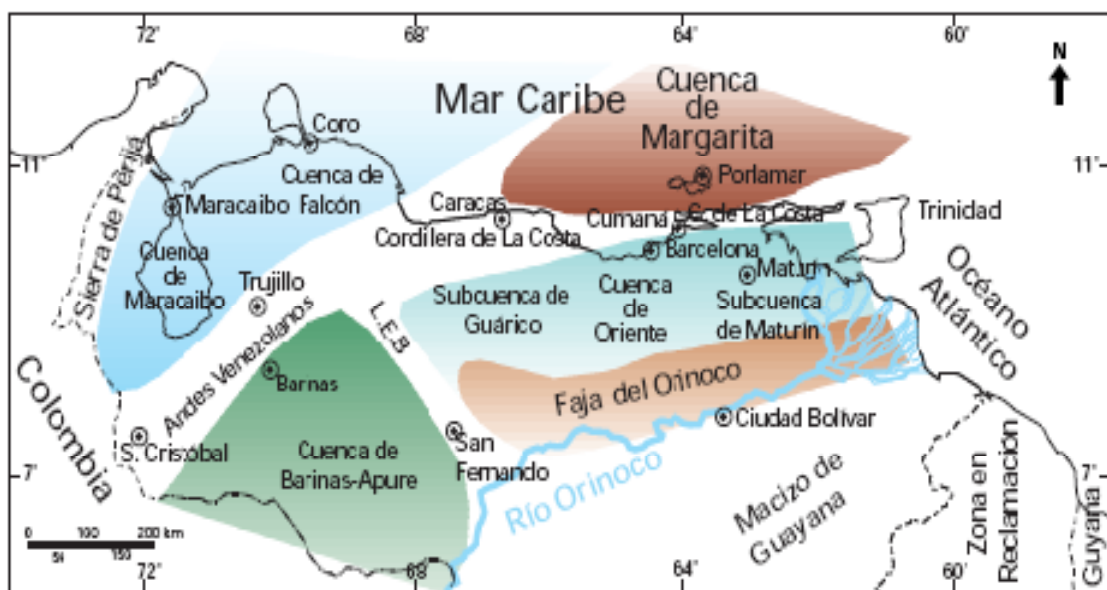 72°
68
64
60°
N
Mar Caribe
Cuenca
de
Margarita
Coro
11°
11°
Sierra de Périjá
Cuenca de
Falcón
Maracaibo
Porlamar
Caracas
Cumaná
C. de La Costa
Trinidad
Cordillera de La Costa
Barcelona
Cuenca
de
Maracaibo
Trujillo
Maturín
Océano
Atlántico
Subcuenca de
Guárico
Cuenca
de
Oriente
Subcuenca
de Maturín
L.E.B
Andes Venezolanos
Barinas
Faja del Orinoco
Colombia
S. Cristóbal
Ciudad Bolívar
San
Fernando
Cuenca de
Barinas-Apure
7°
7°
Río Orinoco
Macizo de
Guayana
Zona en
Reclamación
Guyana
0 100 200 km
72°
68
64
60°